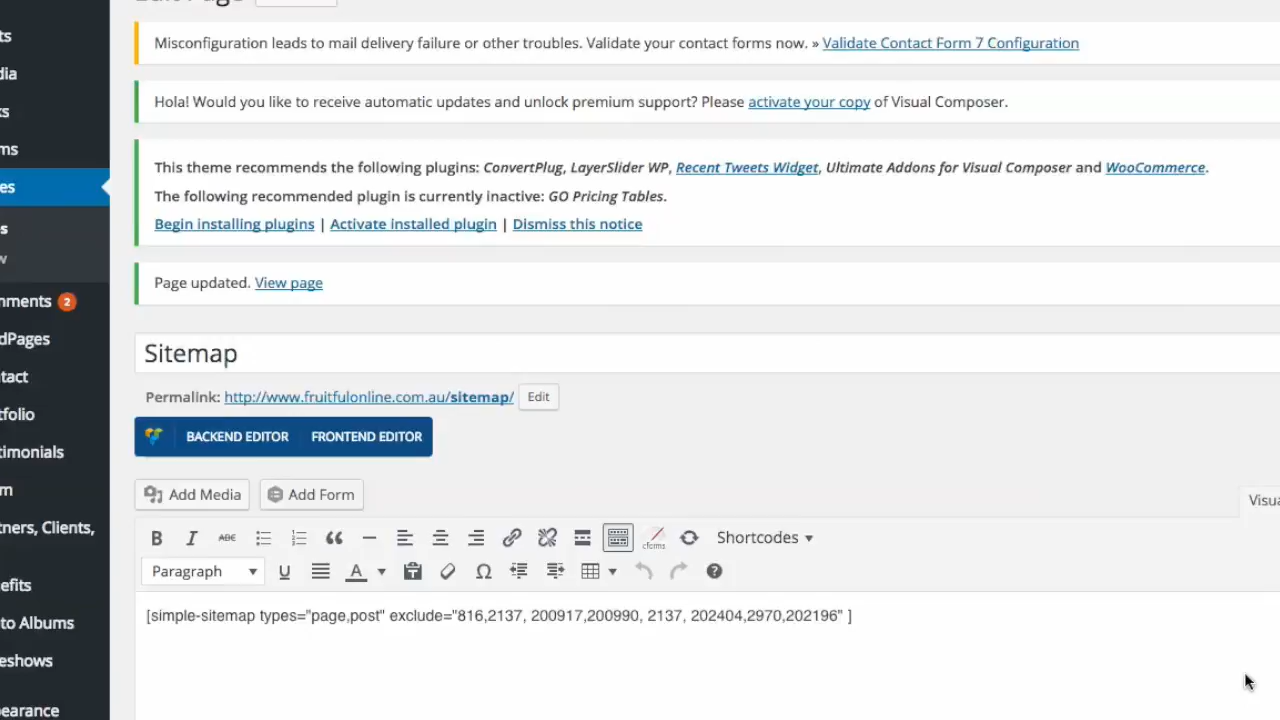 Misconfiguration leads to mail delivery failure or other troubles. Validate your contact forms now. » Validate Contact Form 7 Configuration
Hola! Would you like to receive automatic updates and unlock premium support? Please activate your copy of Visual Composer.
This theme recommends the following plugins: ConvertPlug, LayerSlider WP, Recent Tweets Widget, Ultimate Addons for Visual Composer and WooCommerce.
The following recommended plugin is currently inactive: GO Pricing Tables.
Begin installing plugins | Activate installed plugin | Dismiss this notice
Page updated. View page
Sitemap
Permalink: http://www.fruitfulonline.com.au/sitemap/ Edit
BACKEND EDITOR FRONTEND EDITOR
Add Media Add Form
Visua
B I ABC cforms Shortcodes
Paragraph U A Ω
[simple-sitemap types="page,post" exclude="816,2137, 200917,200990, 2137, 202404,2970,202196" ]
ts
dia
ks
ms
es
s
w
mments 2
dPages
ntact
tfolio
timonials
m
tners, Clients,
efits
to Albums
eshows
pearance